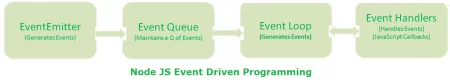 EventEmitter
(Generates Events)
Event Queue
(Maintains a Q of Events)
Event Loop
(Generates Events)
Event Handlers
(Handles Events)
(JavaScript Callbacks)
Node JS Event Driven Programming